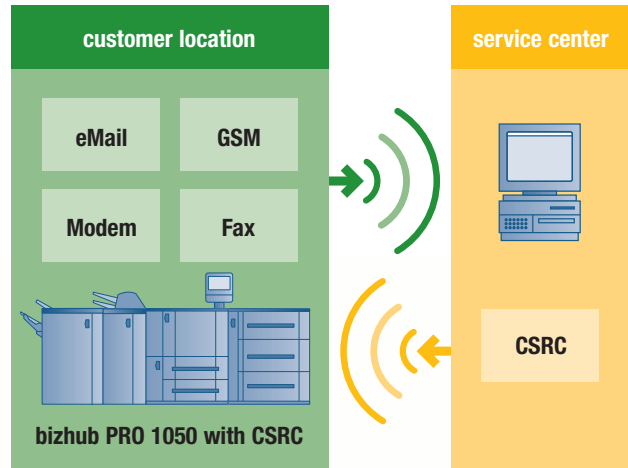 customer location
service center
eMail
GSM
Modem
Fax
CSRC
bizhub PRO 1050 with CSRC